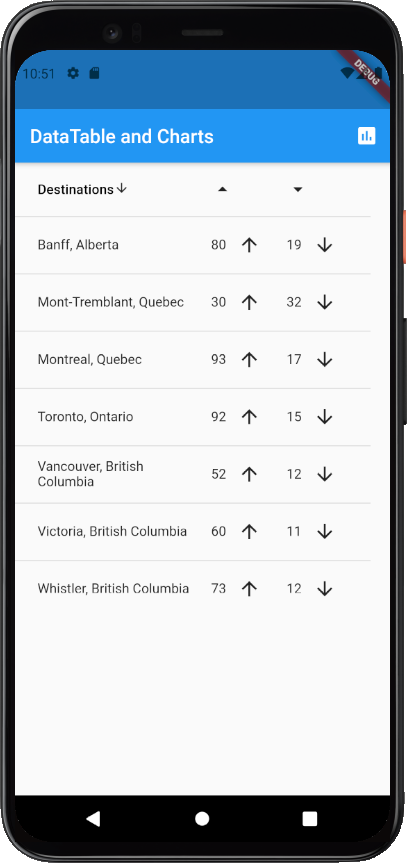 10:51
DEBUG
DataTable and Charts
Destinations
Banff, Alberta 80 19
Mont-Tremblant, Quebec 30 32
Montreal, Quebec 93 17
Toronto, Ontario 92 15
Vancouver, British
Columbia 52 12
Victoria, British Columbia 60 11
Whistler, British Columbia 73 12